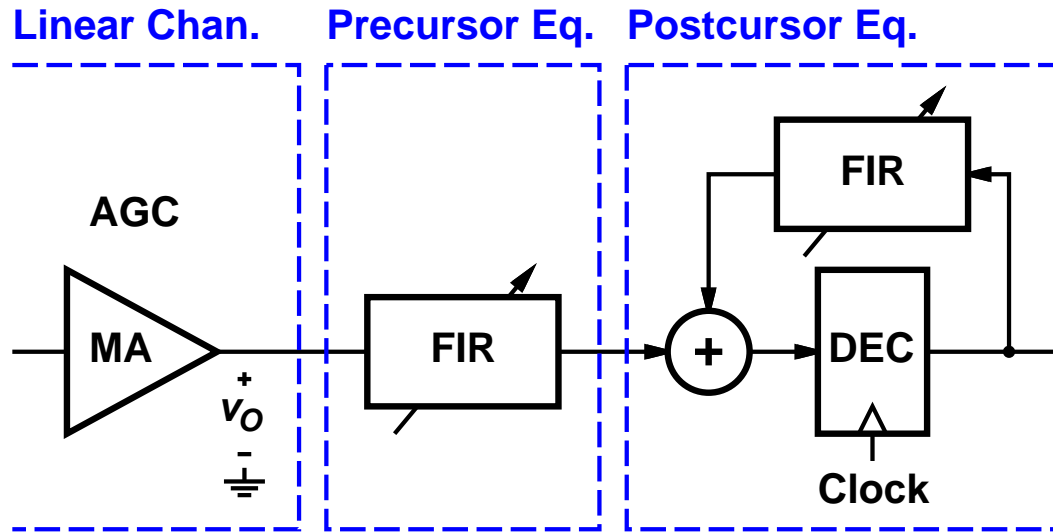 Linear Chan.
Precursor Eq.
Postcursor Eq.
FIR
AGC
MA
FIR
+
DEC
+
vO
-
Clock